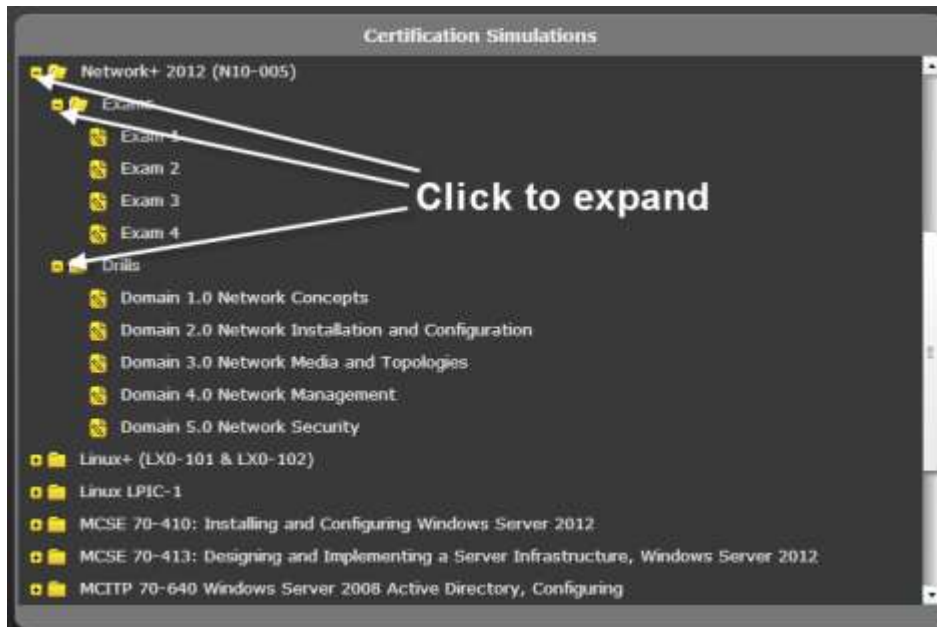 Certification Simulations
Network+ 2012 (N10-005)
Exams
Exam 1
Exam 2
Click to expand
Exam 3
Exam 4
Drills
Domain 1.0 Network Concepts
Domain 2.0 Network Installation and Configuration
Domain 3.0 Network Media and Topologies
Domain 4.0 Network Management
Domain 5.0 Network Security
Linux+ (LX0-101 & LX0-102)
Linux LPIC-1
MCSE 70-410: Installing and Configuring Windows Server 2012
MCSE 70-413: Designing and Implementing a Server Infrastructure, Windows Server 2012
MCITP 70-640 Windows Server 2008 Active Directory, Configuring